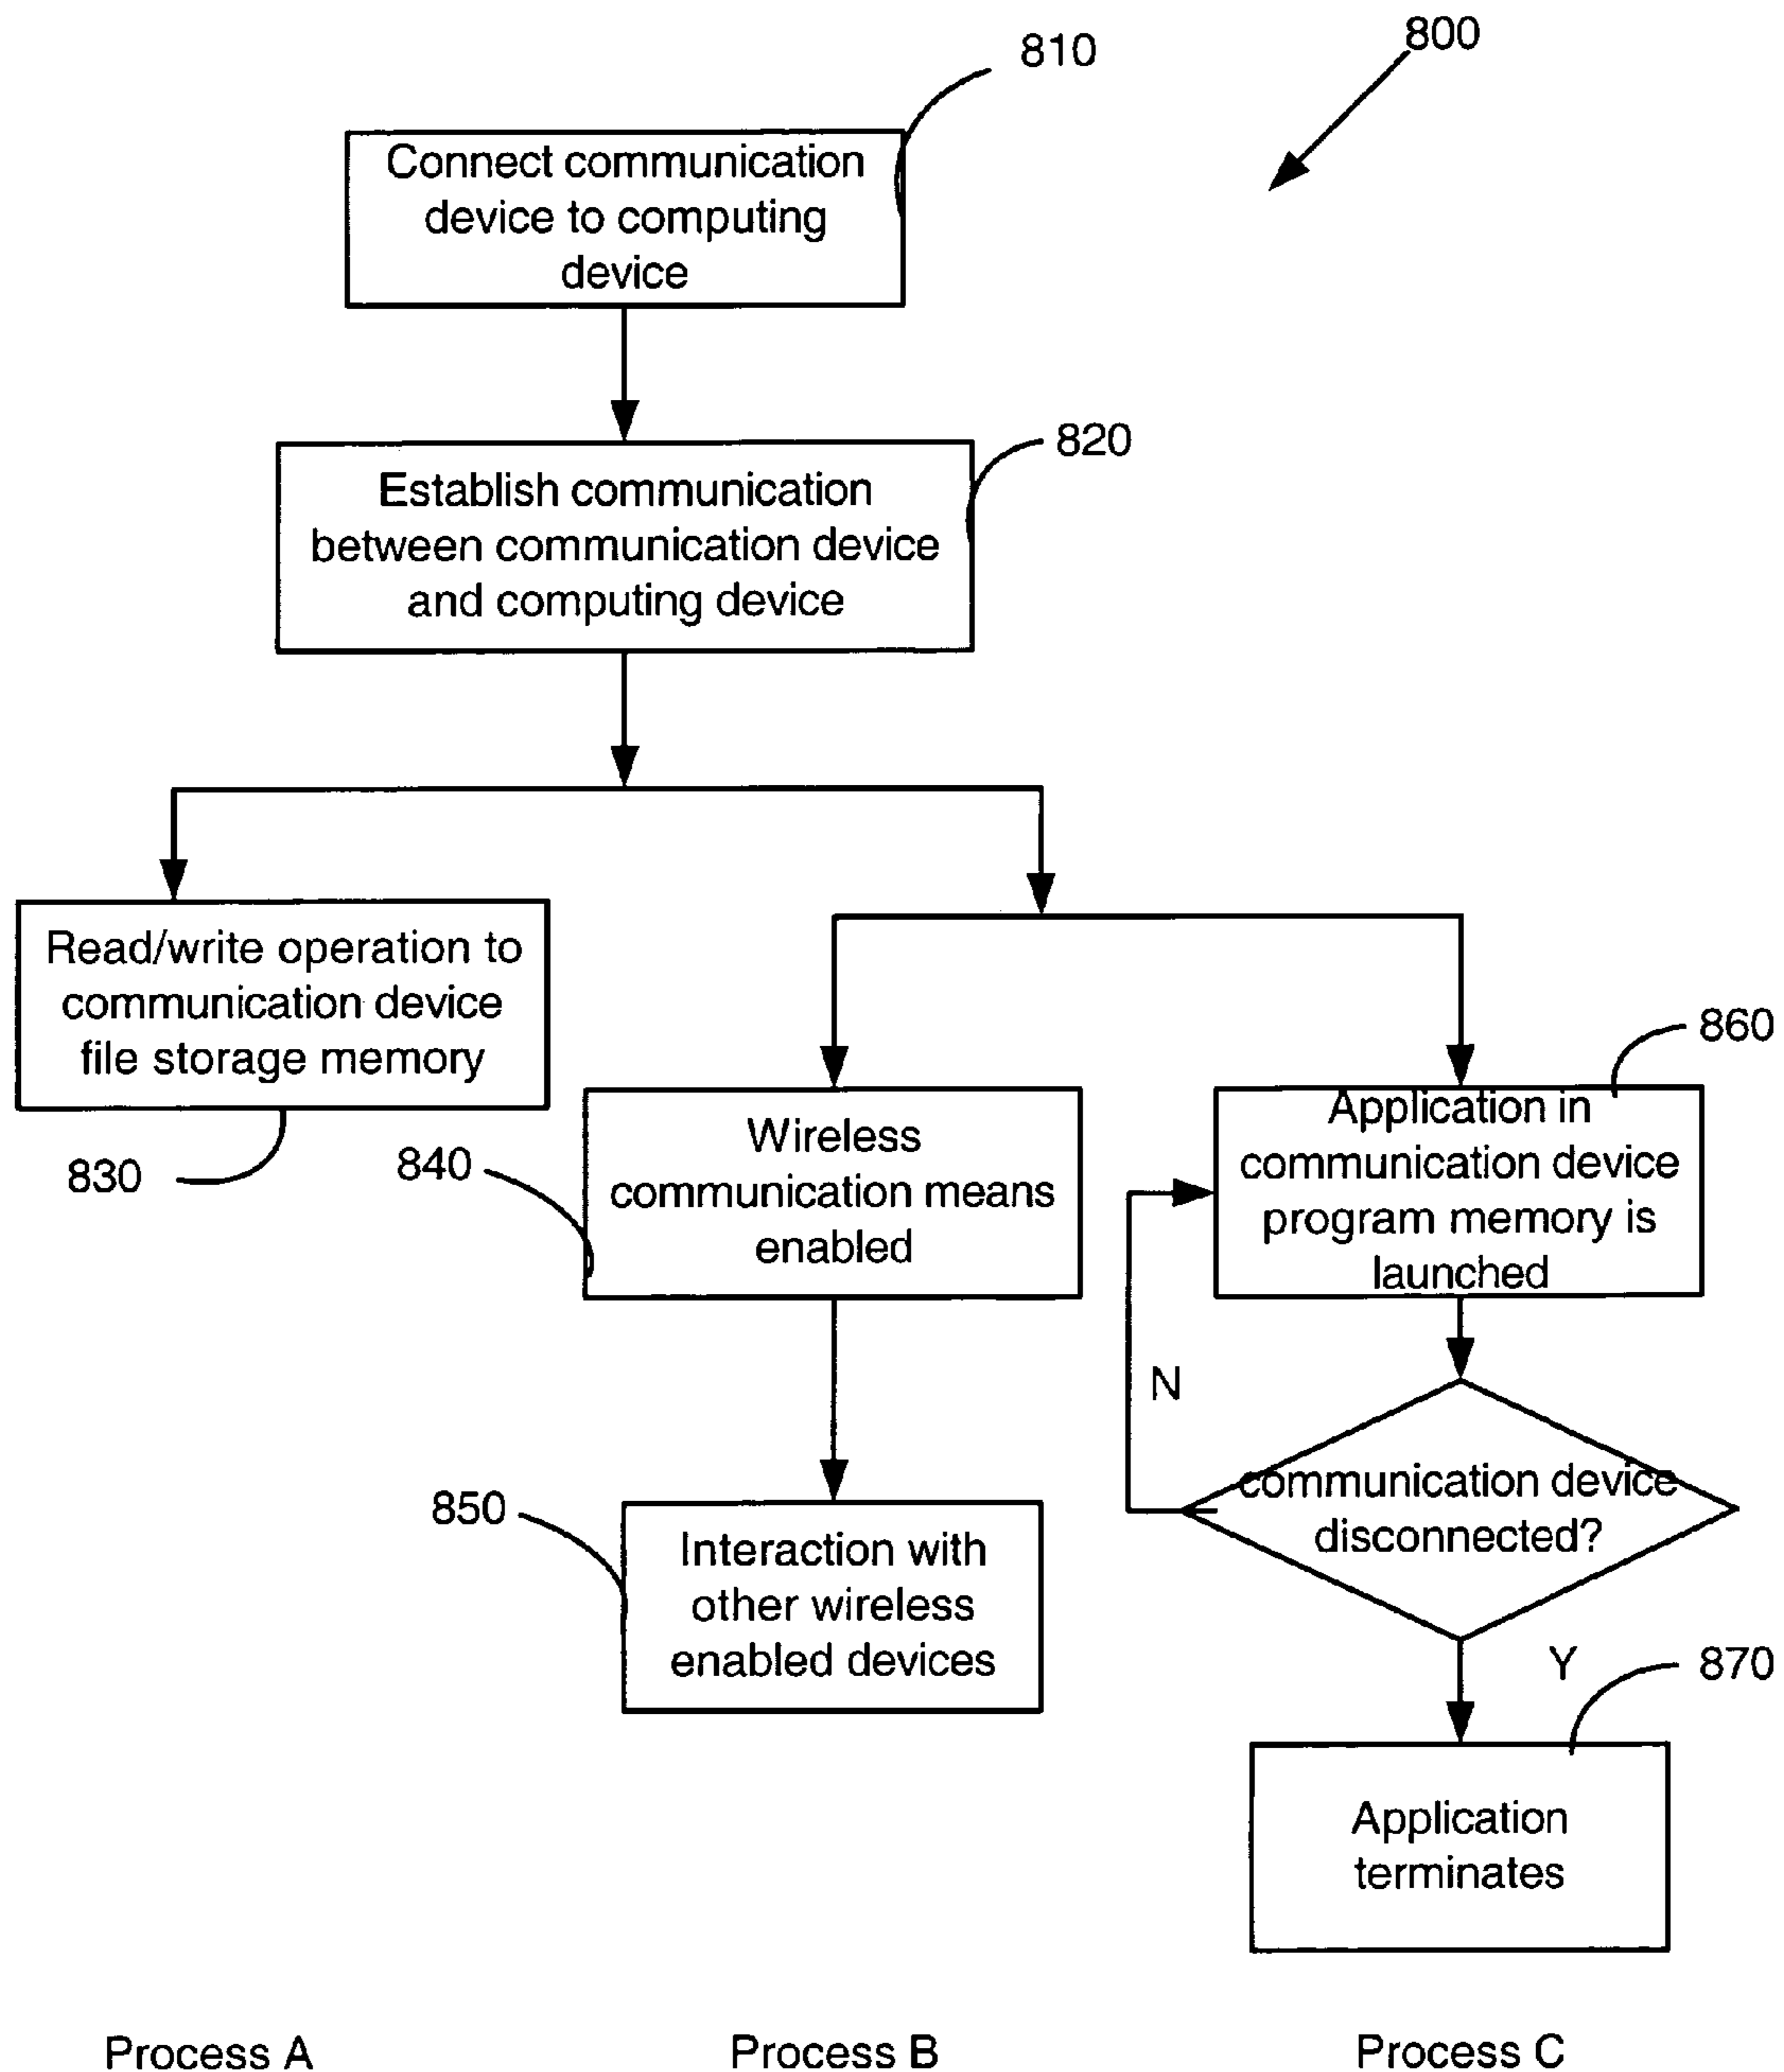 810
800
Connect communication
device to computing
device
820
Establish communication
between communication device
and computing device
Read/write operation to
communication device
file storage memory
830
840
Wireless
communication means
enabled
860
Application in
communication device
program memory is
launched
N
850
Interaction with
other wireless
enabled devices
communication device
disconnected?
Y
870
Application
terminates
Process A
Process B
Process C